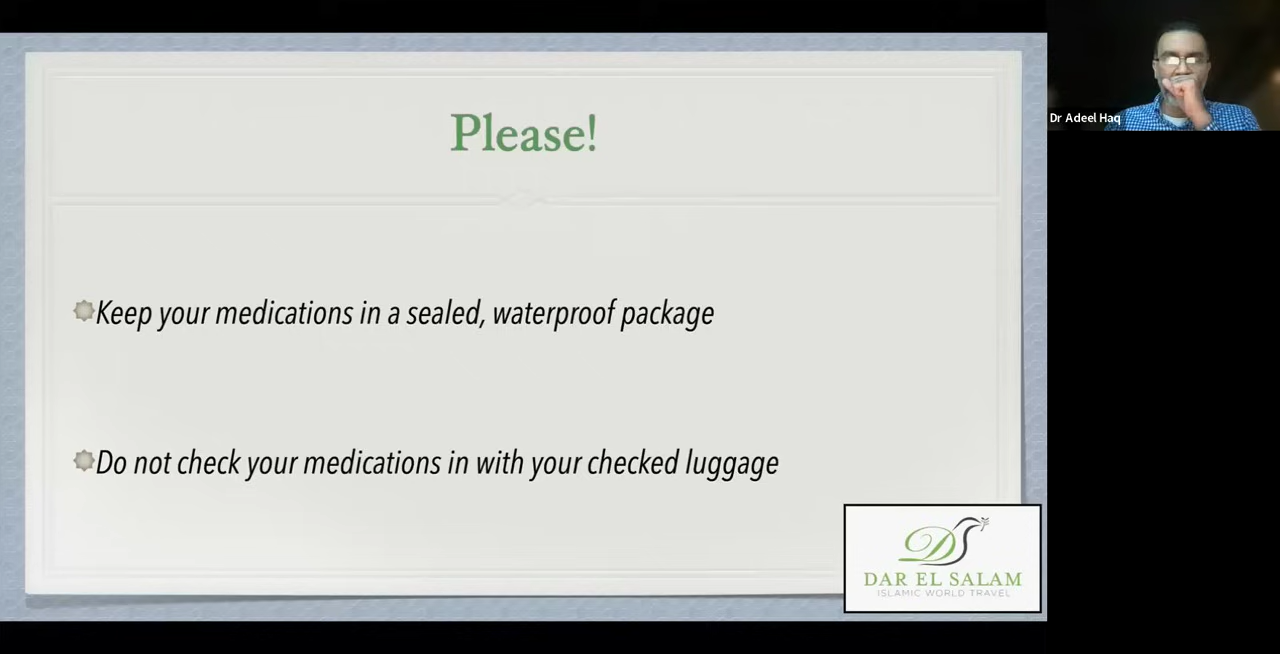 Please!
Keep your medications in a sealed, waterproof package
Do not check your medications in with your checked luggage
DS
DAR EL SALAM
ISLAMIC WORLD TRAVEL
Dr Adeel Haq